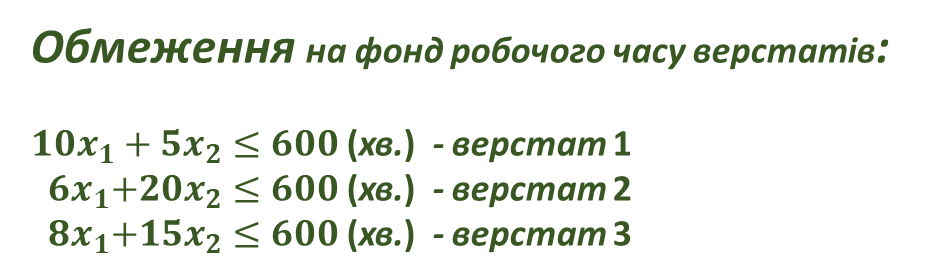 Обмеження на фонд робочого часу верстатів:
10x₁ + 5x₂ ≤ 600 (хв.) - верстат 1
6x₁+20x₂ ≤ 600 (хв.) - верстат 2
8x₁+15x₂ ≤ 600 (хв.) - верстат 3